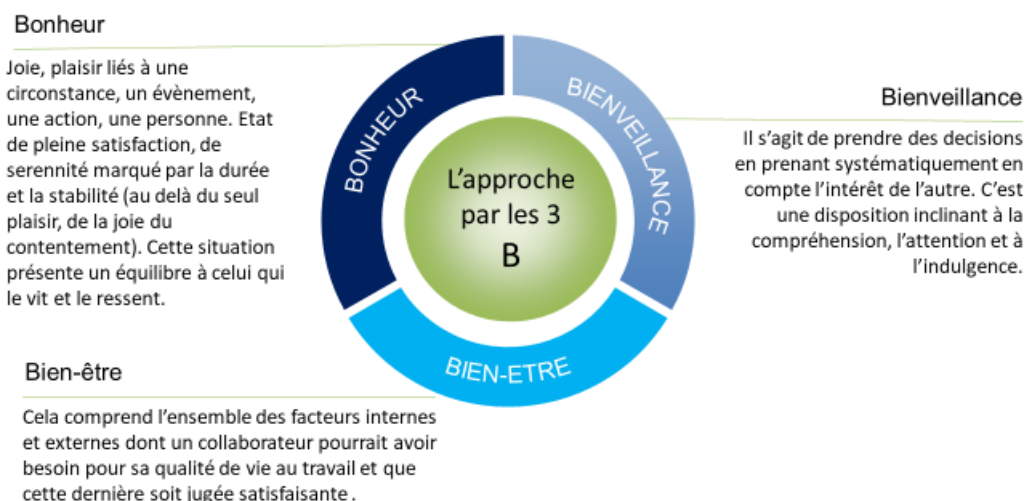 Bonheur
Joie, plaisir liés à une
circonstance, un évènement,
une action, une personne. Etat
de pleine satisfaction, de
serennité marqué par la durée
et la stabilité (au delà du seul
plaisir, de la joie du
contentement). Cette situation
présente un équilibre à celui qui
le vit et le ressent.
BONHEUR
BIENVEILLANCE
BIEN-ETRE
L'approche
par les 3
B
Bienveillance
Il s'agit de prendre des decisions
en prenant systématiquement en
compte l'intérêt de l'autre. C'est
une disposition inclinant à la
compréhension, l'attention et à
l'indulgence.
Bien-être
Cela comprend l'ensemble des facteurs internes
et externes dont un collaborateur pourrait avoir
besoin pour sa qualité de vie au travail et que
cette dernière soit jugée satisfaisante .